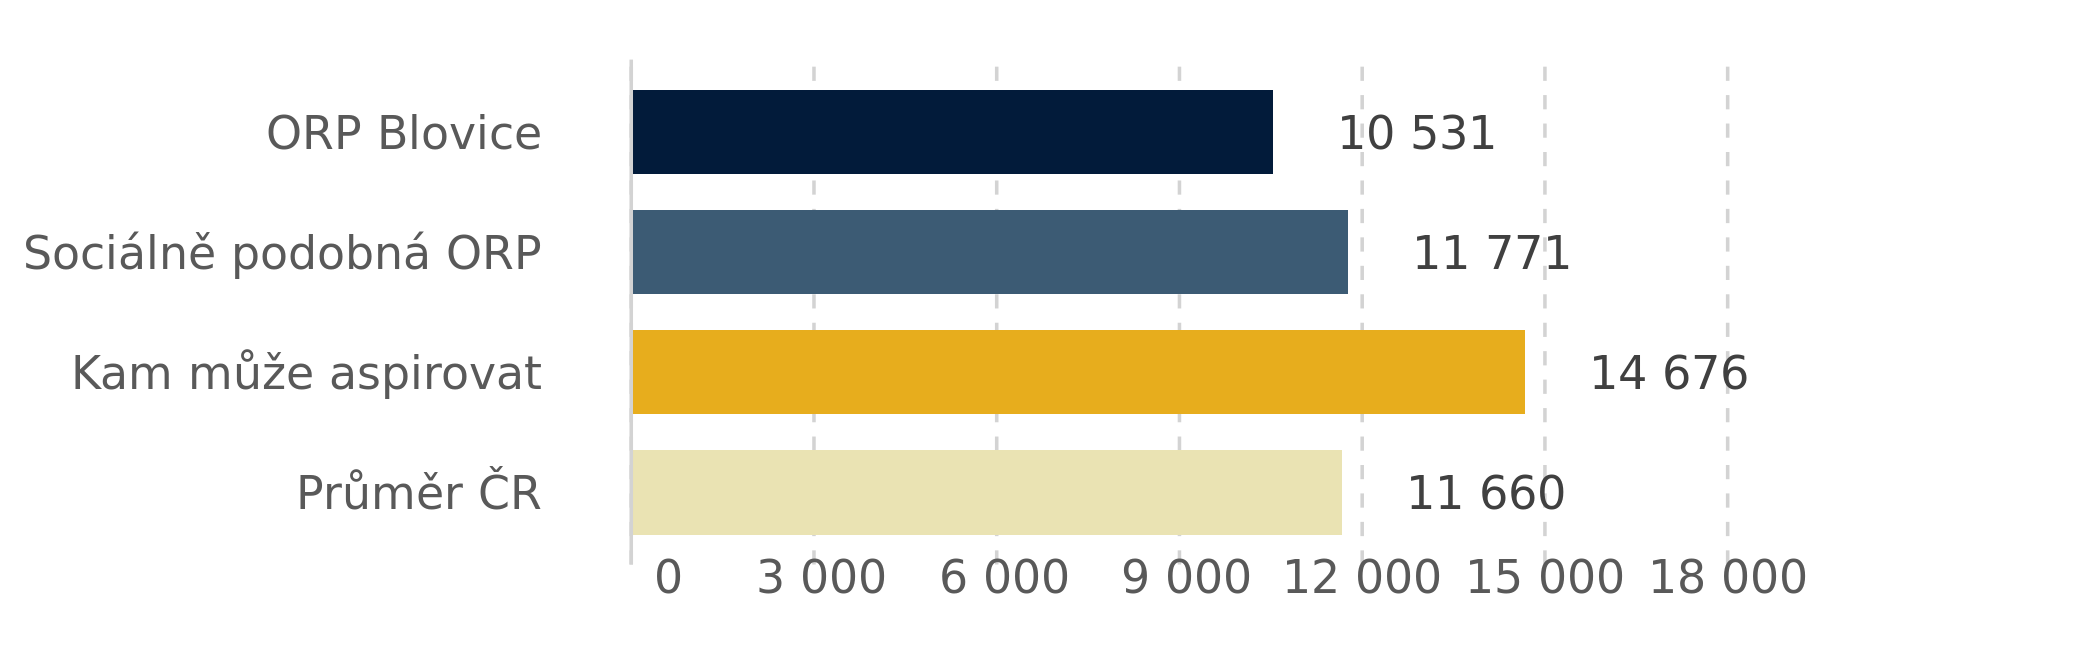 ORP Blovice 10 531
Sociálně podobná ORP 11 771
Kam může aspirovat 14 676
Průměr ČR 11 660
0 3 000 6 000 9 000 12 000 15 000 18 000